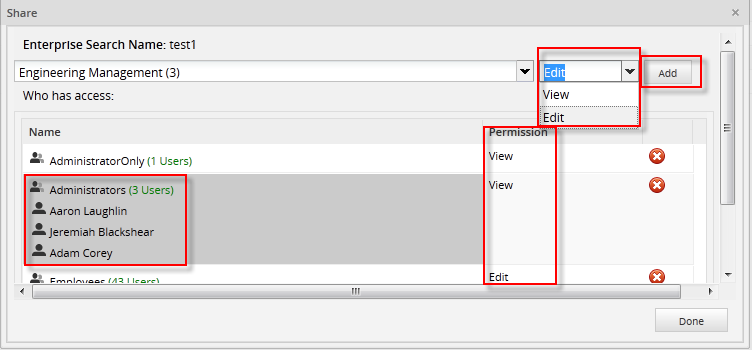 Share
Enterprise Search Name: test1
Engineering Management (3) Edit Add
View
Edit
Who has access:
Name Permission
AdministratorOnly (1 Users) View
Administrators (3 Users) View
Aaron Laughlin
Jeremiah Blackshear
Adam Corey
Employees (43 Users) Edit
Done